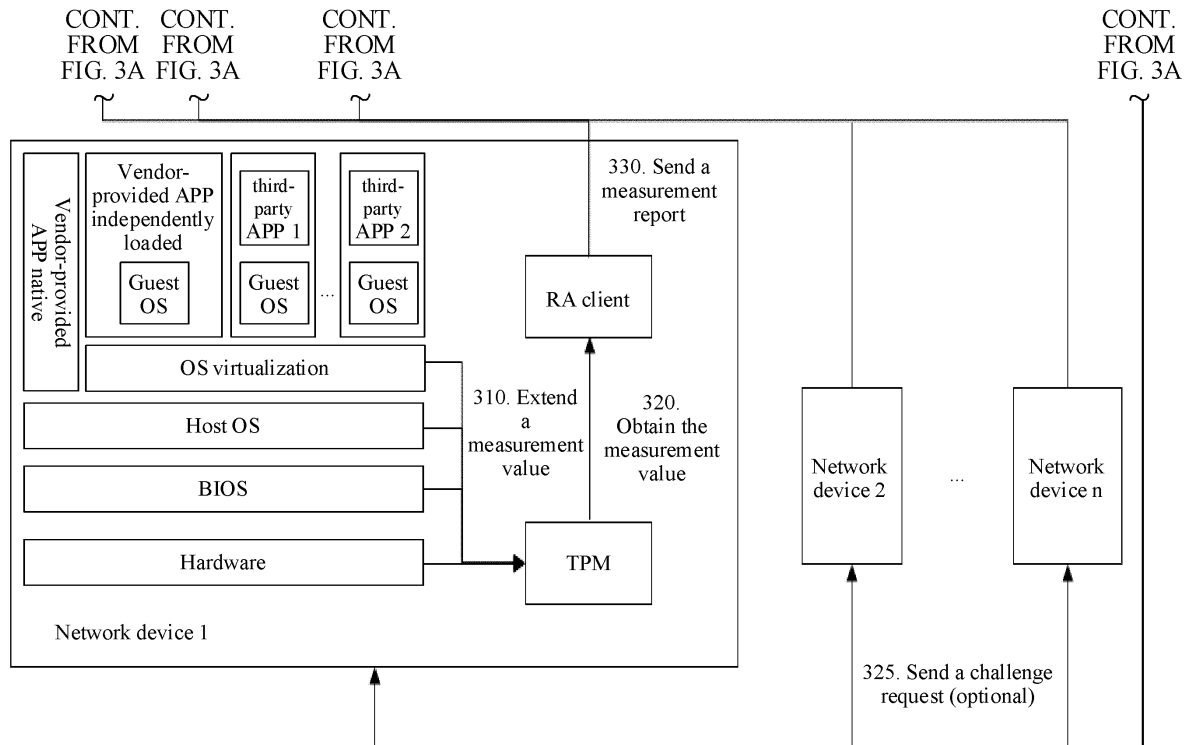 CONT.
FROM
FIG. 3A
CONT.
FROM
FIG. 3A
CONT.
FROM
FIG. 3A
CONT.
FROM
FIG. 3A
Vendor-provided
APP native
Vendor-
provided APP
independently
loaded
Guest
OS
third-
party
APP 1
Guest
OS
...
third-
party
APP 2
Guest
OS
OS virtualization
Host OS
BIOS
Hardware
Network device 1
310. Extend
a
measurement
value
320.
Obtain the
measurement
value
330. Send a
measurement
report
RA client
TPM
Network
device 2
...
Network
device n
325. Send a challenge
request (optional)